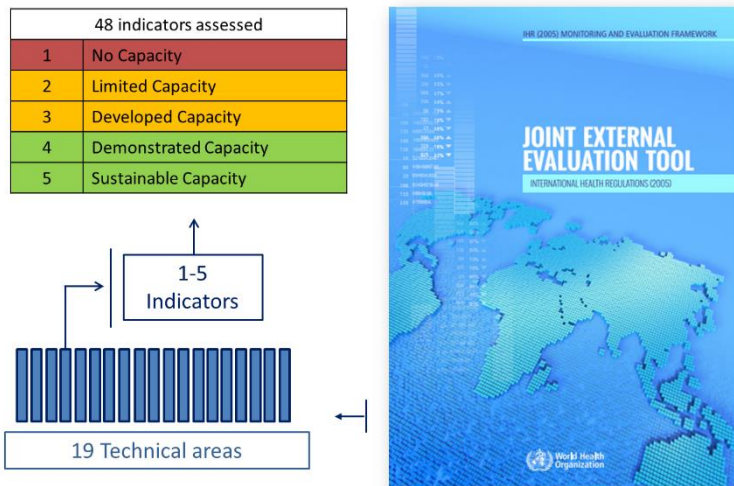 48 indicators assessed
1 No Capacity
2 Limited Capacity
3 Developed Capacity
4 Demonstrated Capacity
5 Sustainable Capacity
1-5
Indicators
19 Technical areas
IHR (2005) MONITORING AND EVALUATION FRAMEWORK
JOINT EXTERNAL
EVALUATION TOOL
INTERNATIONAL HEALTH REGULATIONS (2005)
World Health
Organization